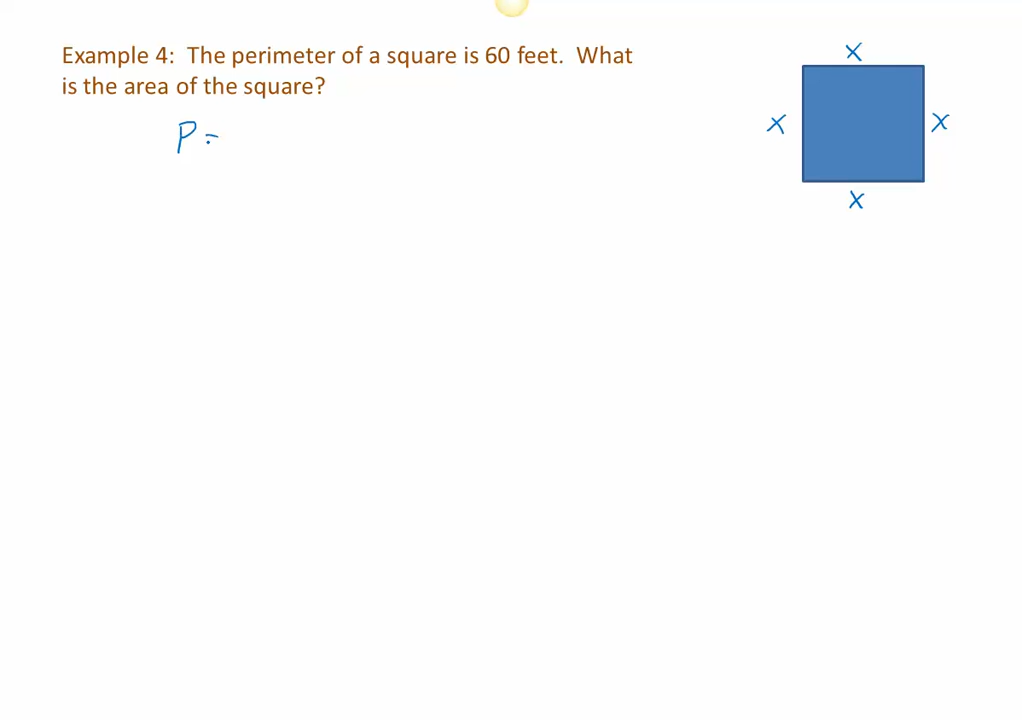 Example 4: The perimeter of a square is 60 feet. What
is the area of the square?
P =
x
x
x
x